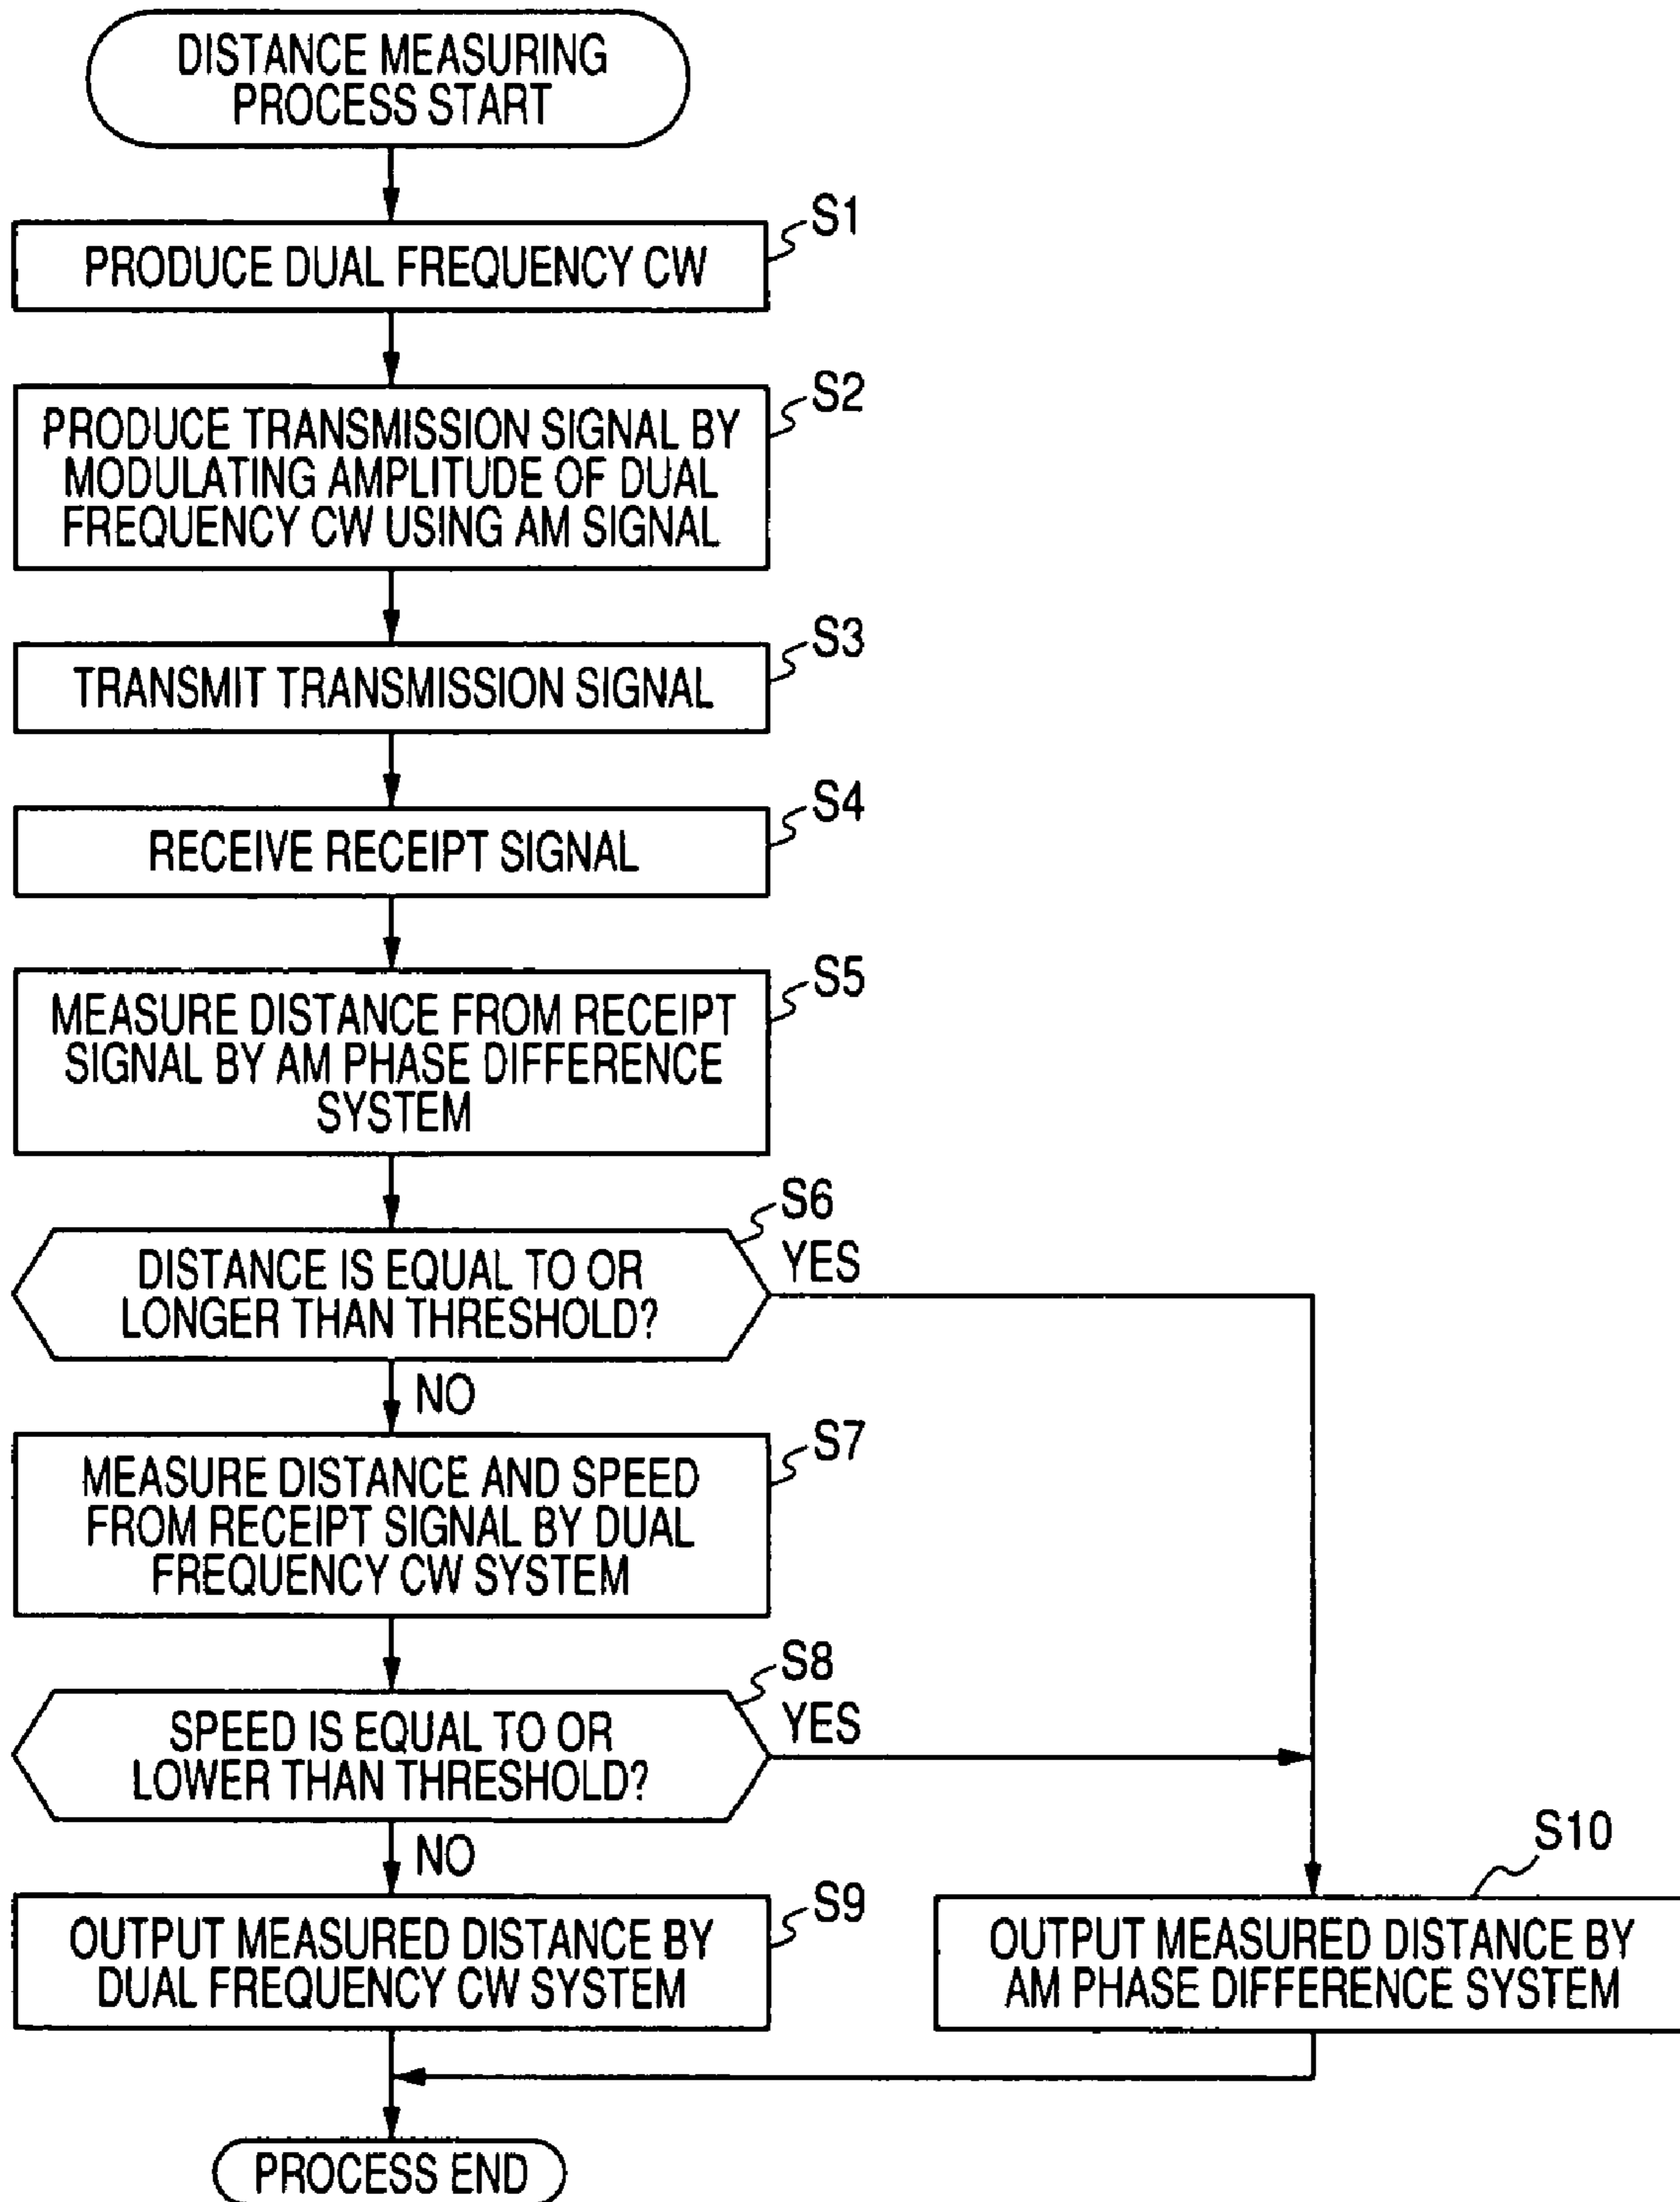 DISTANCE MEASURING
PROCESS START
S1
PRODUCE DUAL FREQUENCY CW
S2
PRODUCE TRANSMISSION SIGNAL BY
MODULATING AMPLITUDE OF DUAL
FREQUENCY CW USING AM SIGNAL
S3
TRANSMIT TRANSMISSION SIGNAL
S4
RECEIVE RECEIPT SIGNAL
S5
MEASURE DISTANCE FROM RECEIPT
SIGNAL BY AM PHASE DIFFERENCE
SYSTEM
S6
YES
DISTANCE IS EQUAL TO OR
LONGER THAN THRESHOLD?
NO
S7
MEASURE DISTANCE AND SPEED
FROM RECEIPT SIGNAL BY DUAL
FREQUENCY CW SYSTEM
S8
YES
SPEED IS EQUAL TO OR
LOWER THAN THRESHOLD?
NO
S9
OUTPUT MEASURED DISTANCE BY
DUAL FREQUENCY CW SYSTEM
S10
OUTPUT MEASURED DISTANCE BY
AM PHASE DIFFERENCE SYSTEM
PROCESS END